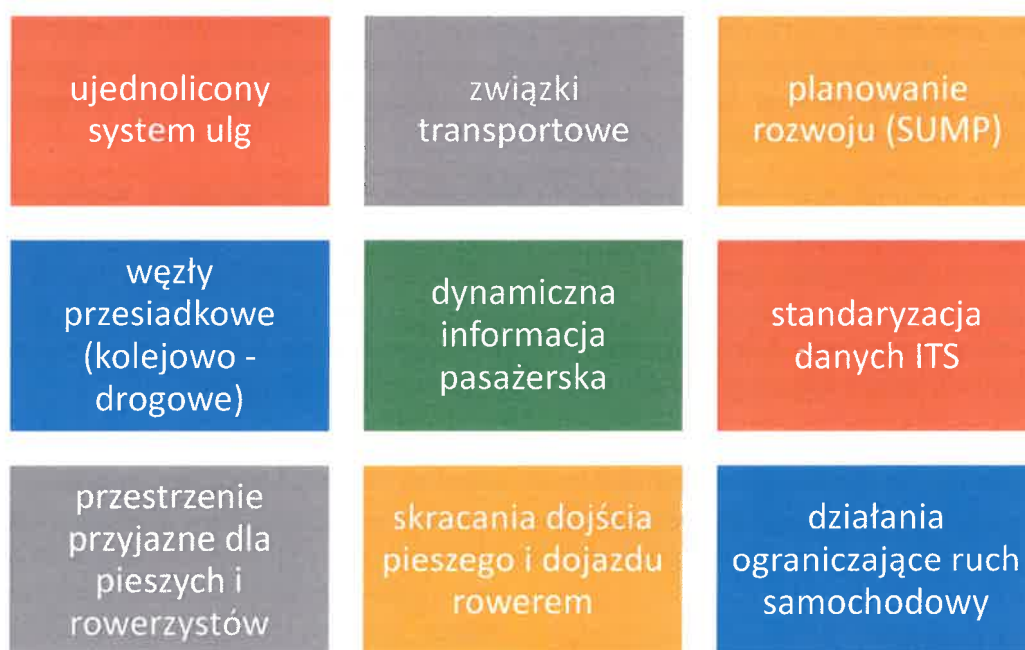 ujednolicony
system ulg
związki
transportowe
planowanie
rozwoju (SUMP)
węzły
przesiadkowe
(kolejowo -
drogowe)
dynamiczna
informacja
pasażerska
standaryzacja
danych ITS
przestrzenie
przyjazne dla
pieszych i
rowerzystów
skracania dojścia
pieszego i dojazdu
rowerem
działania
ograniczające ruch
samochodowy